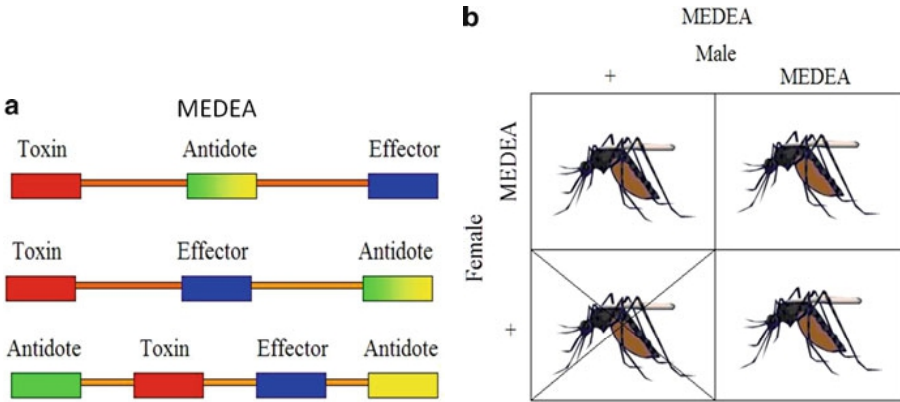 a
MEDEA
Toxin Antidote Effector
Toxin Effector Antidote
Antidote Toxin Effector Antidote
b
MEDEA
Male
+ MEDEA
Female
MEDEA
+